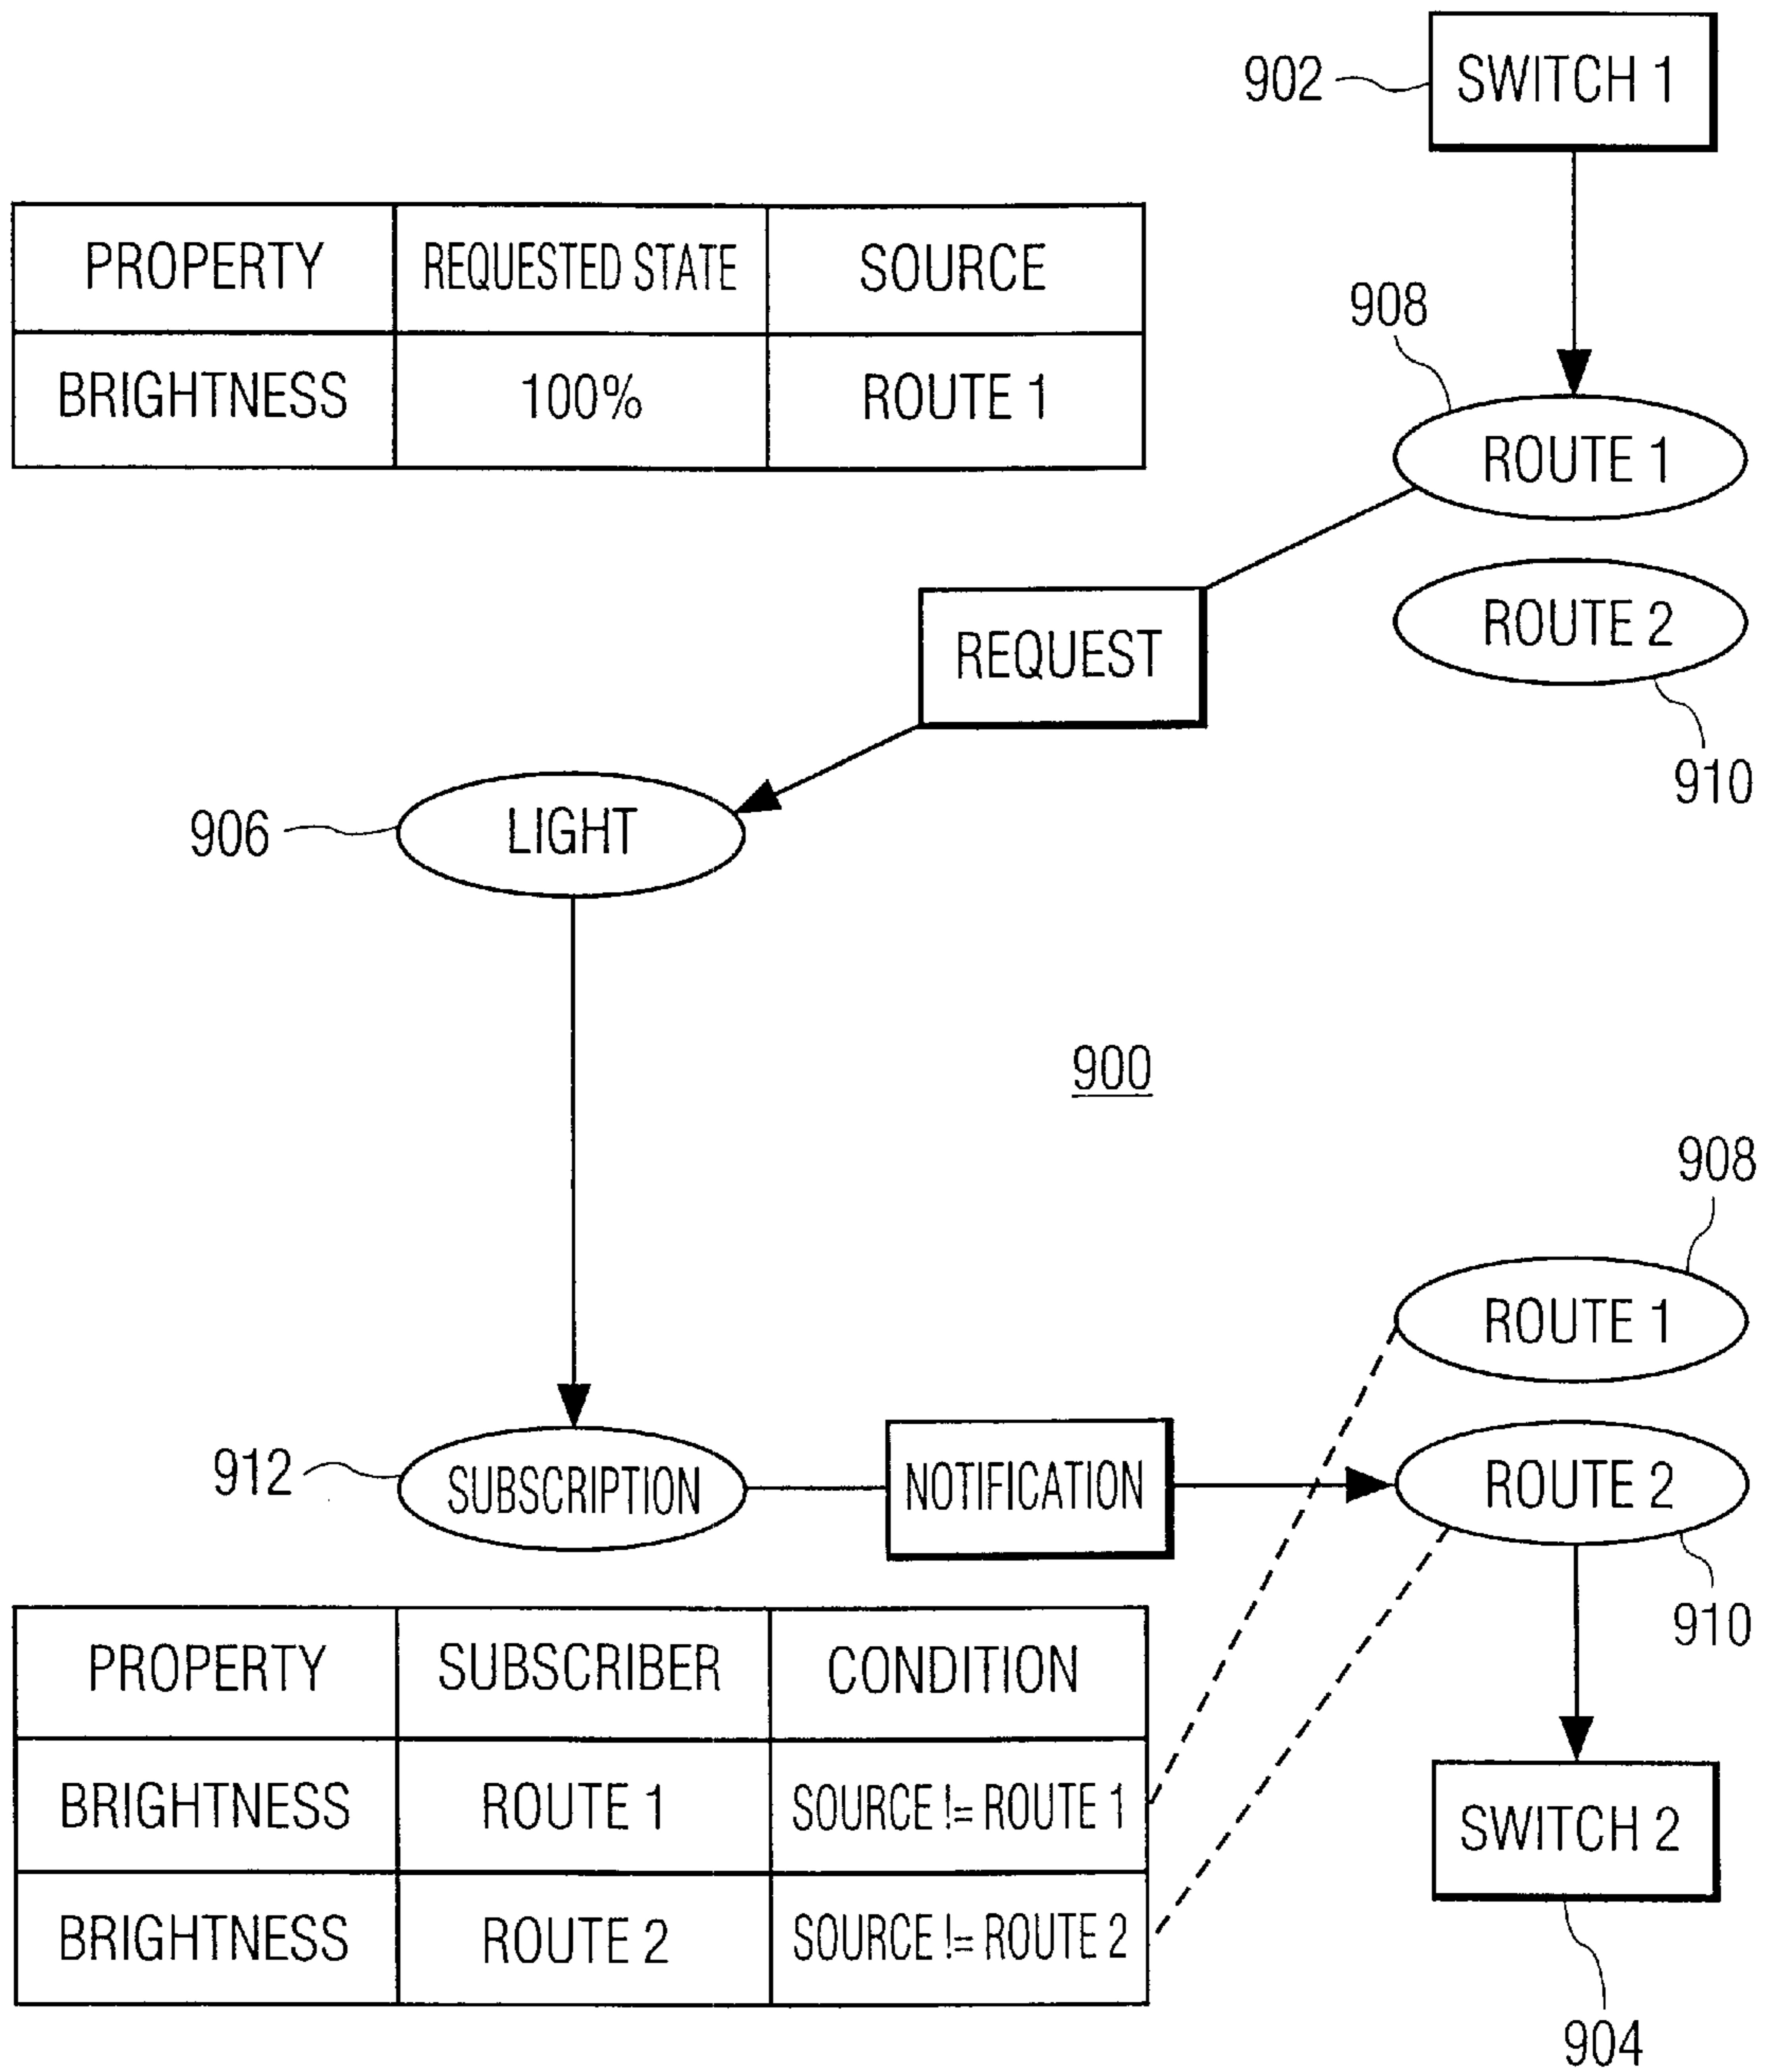 SWITCH 1
902
PROPERTY REQUESTED STATE SOURCE
BRIGHTNESS 100% ROUTE 1
908
ROUTE 1
REQUEST
ROUTE 2
910
906
LIGHT
900
908
ROUTE 1
912
SUBSCRIPTION
NOTIFICATION
ROUTE 2
910
PROPERTY SUBSCRIBER CONDITION
BRIGHTNESS ROUTE 1 SOURCE != ROUTE 1
BRIGHTNESS ROUTE 2 SOURCE != ROUTE 2
SWITCH 2
904